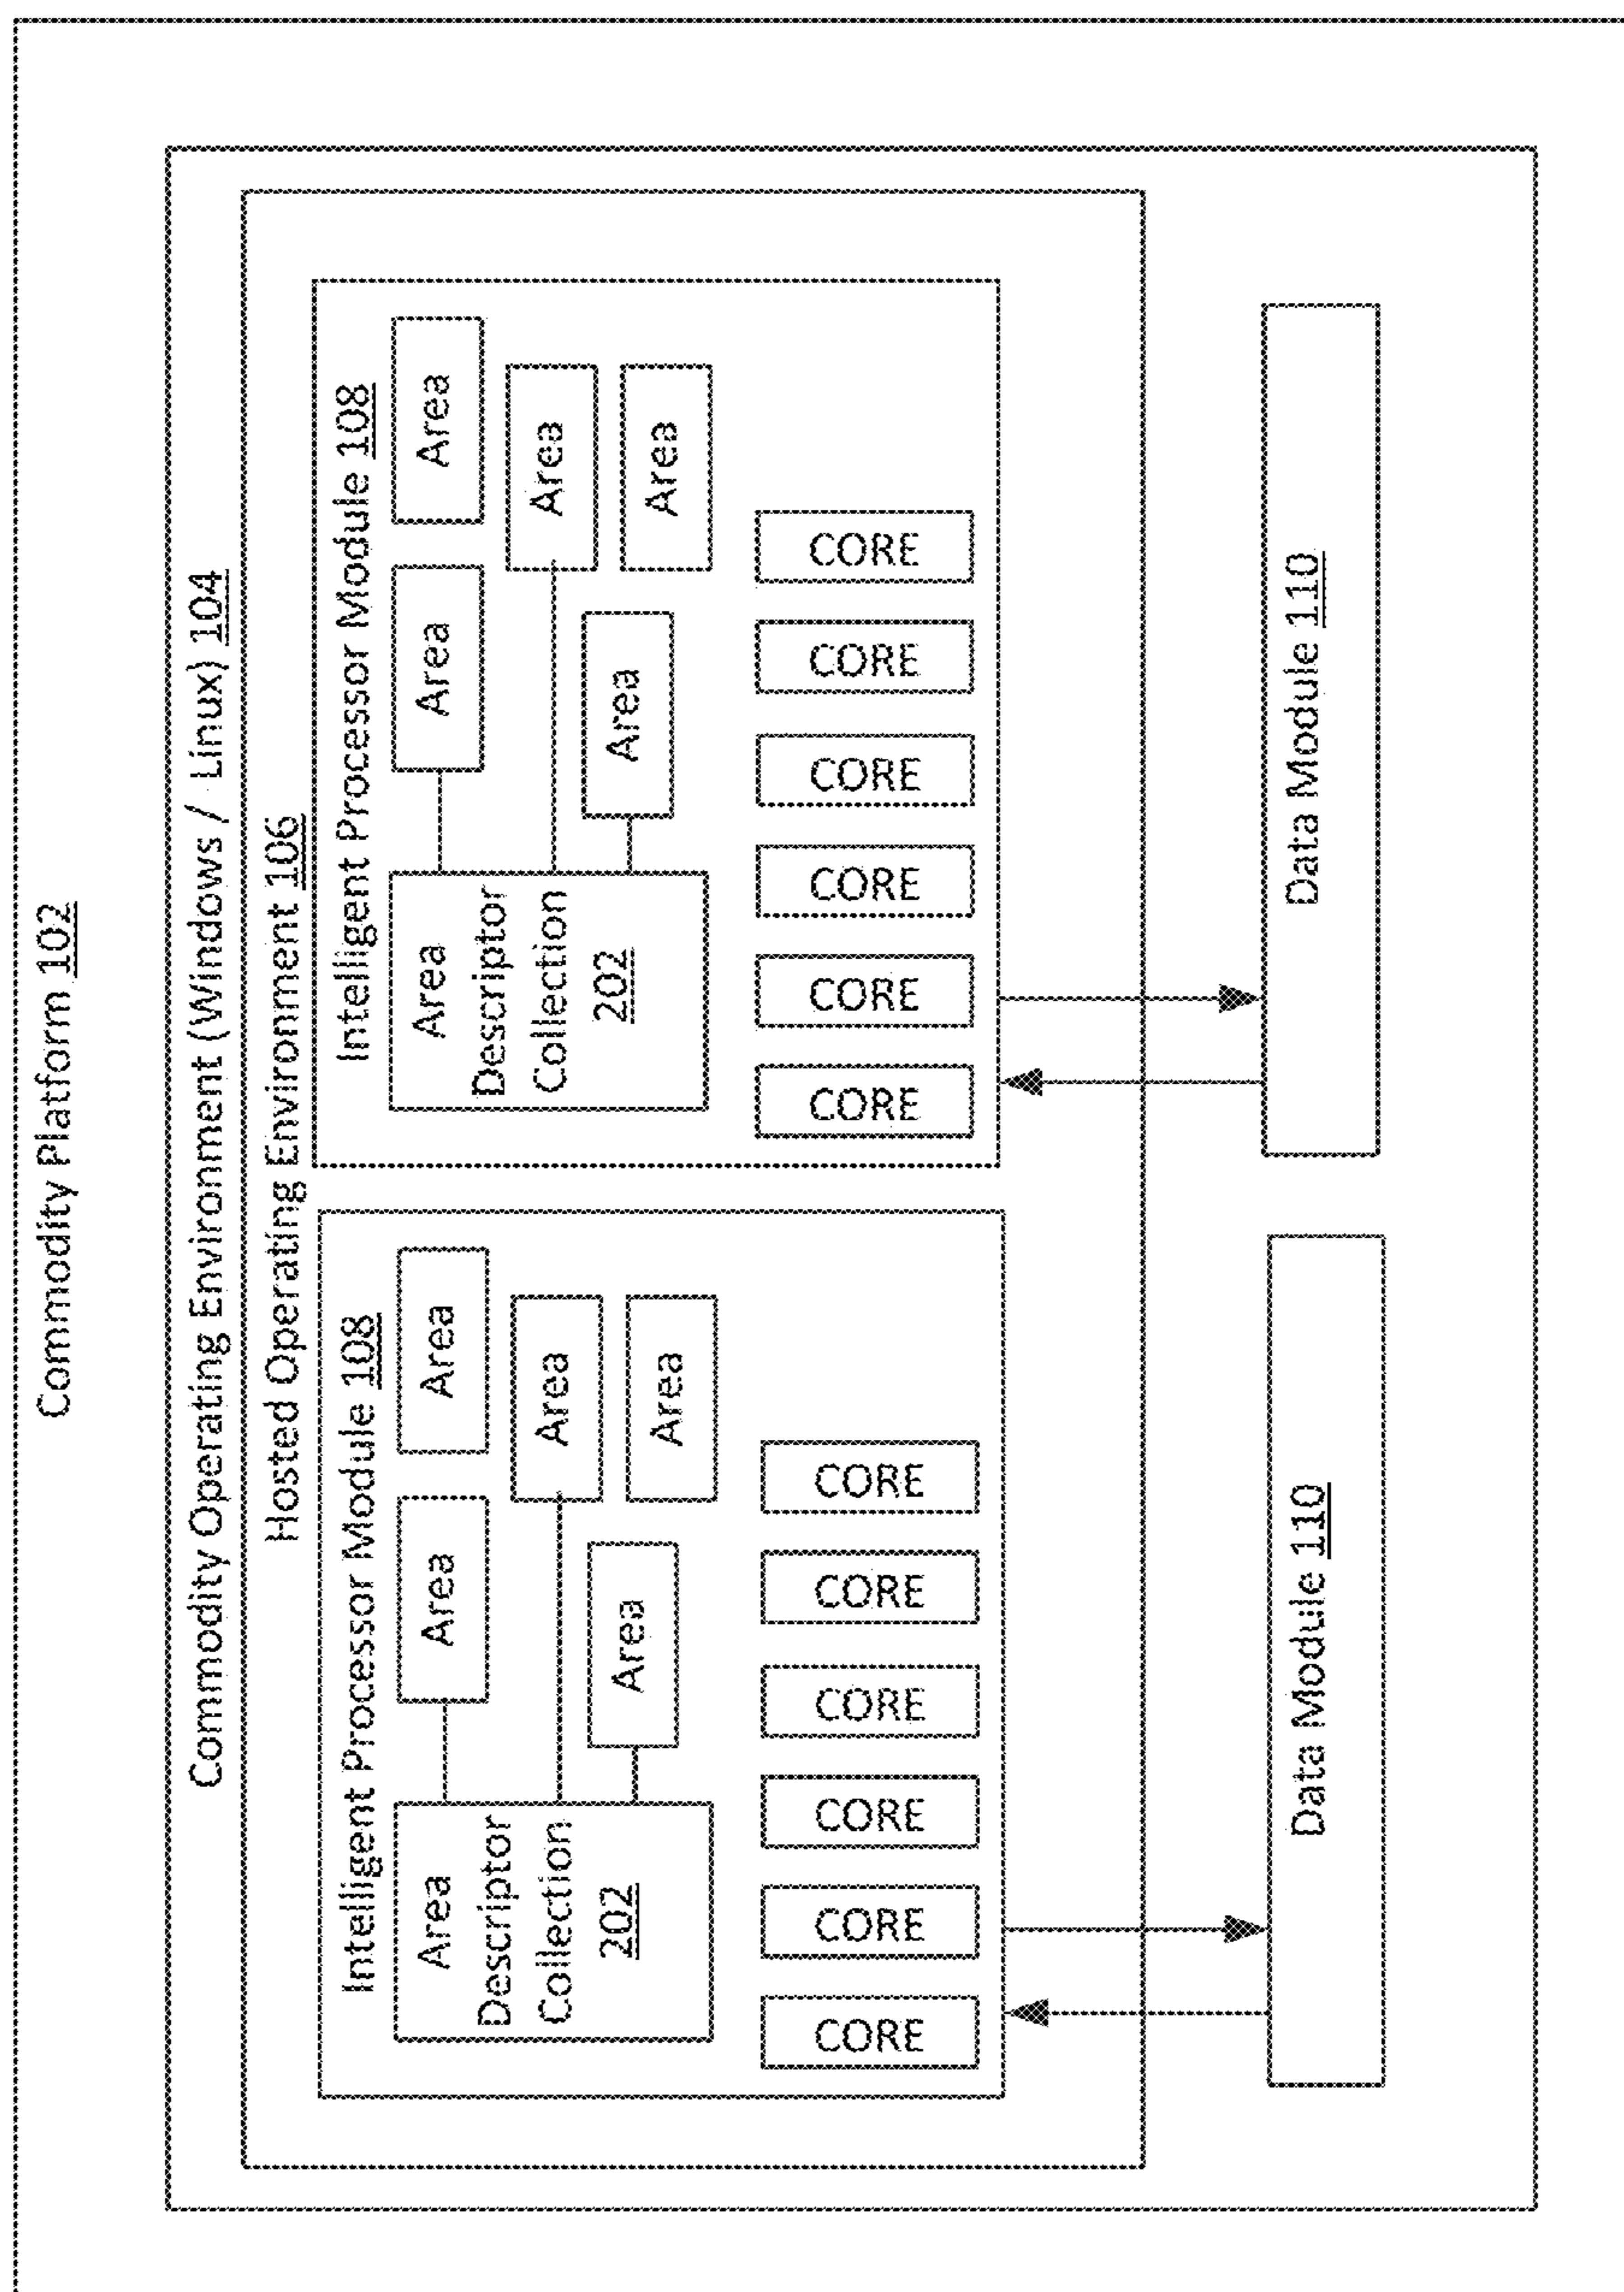 Commodity Platform 102
Commodity Operating Environment (Windows / Linux) 104
Hosted Operating Environment 106
Intelligent Processor Module 108
Area
Descriptor
Collection
202
Area
Area
Area
Area
Area
CORE
CORE
CORE
CORE
CORE
CORE
Data Module 110
Intelligent Processor Module 108
Area
Descriptor
Collection
202
Area
Area
Area
Area
Area
CORE
CORE
CORE
CORE
CORE
CORE
Data Module 110